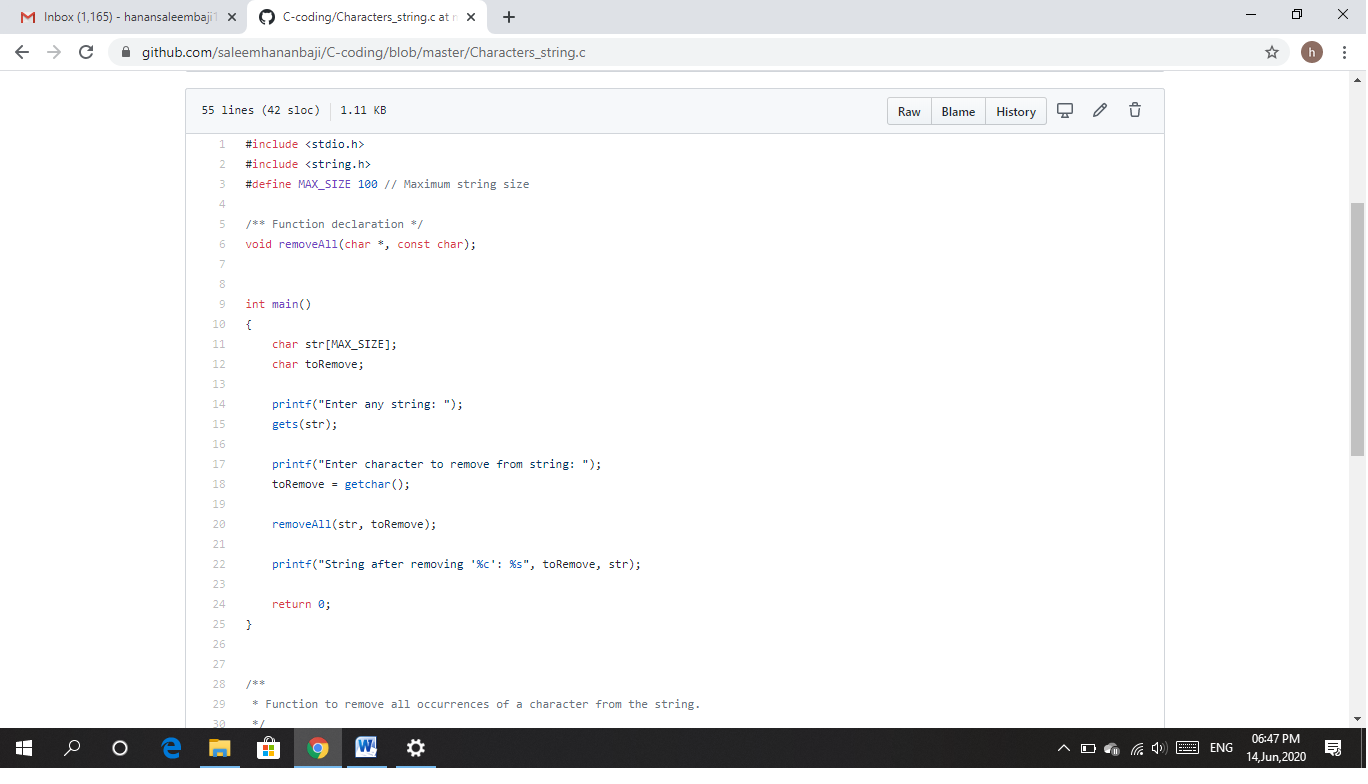 Inbox (1,165) - hanansaleembaji1
C-coding/Characters_string.c at m
github.com/saleemhananbaji/C-coding/blob/master/Characters_string.c
h
55 lines (42 sloc) 1.11 KB
Raw Blame History
1 #include <stdio.h>
2 #include <string.h>
3 #define MAX_SIZE 100 // Maximum string size
4
5 /** Function declaration */
6 void removeAll(char *, const char);
7
8
9 int main()
10 {
11     char str[MAX_SIZE];
12     char toRemove;
13
14     printf("Enter any string: ");
15     gets(str);
16
17     printf("Enter character to remove from string: ");
18     toRemove = getchar();
19
20     removeAll(str, toRemove);
21
22     printf("String after removing '%c': %s", toRemove, str);
23
24     return 0;
25 }
26
27
28 /**
29  * Function to remove all occurrences of a character from the string.
30  */
ENG
06:47 PM
14,Jun,2020